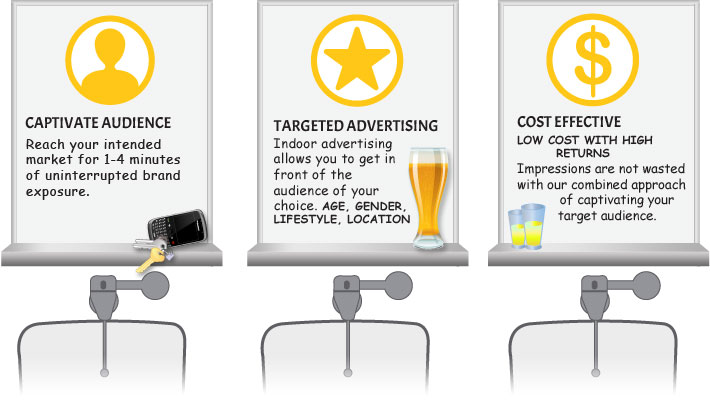 CAPTIVATE AUDIENCE
Reach your intended
market for 1-4 minutes
of uninterrupted brand
exposure.
TARGETED ADVERTISING
Indoor advertising
allows you to get in
front of the
audience of your
choice. AGE, GENDER,
LIFESTYLE, LOCATION
$
COST EFFECTIVE
LOW COST WITH HIGH
RETURNS
Impressions are not wasted
with our combined approach
of captivating your
target audience.